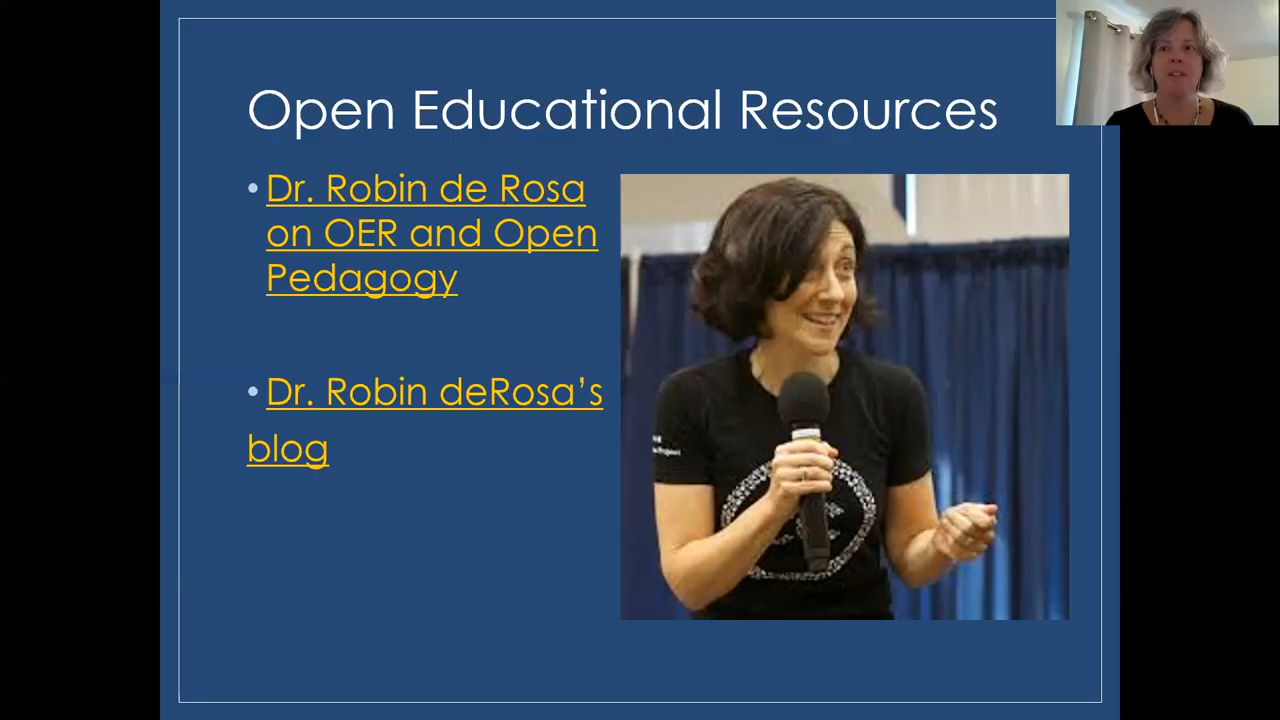 Open Educational Resources
• Dr. Robin de Rosa
on OER and Open
Pedagogy
• Dr. Robin deRosa’s
blog